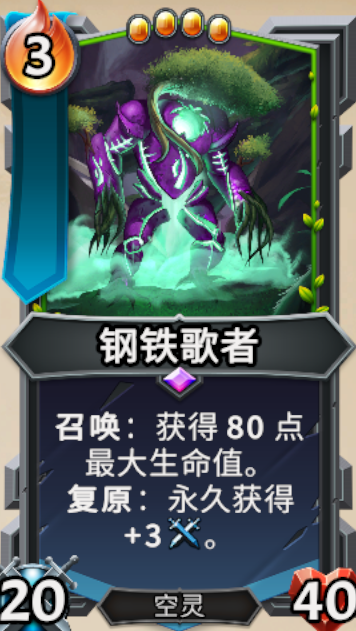 3
钢铁歌者
召唤：获得 80 点
最大生命值。
复原：永久获得
+3 。
20
空灵
40